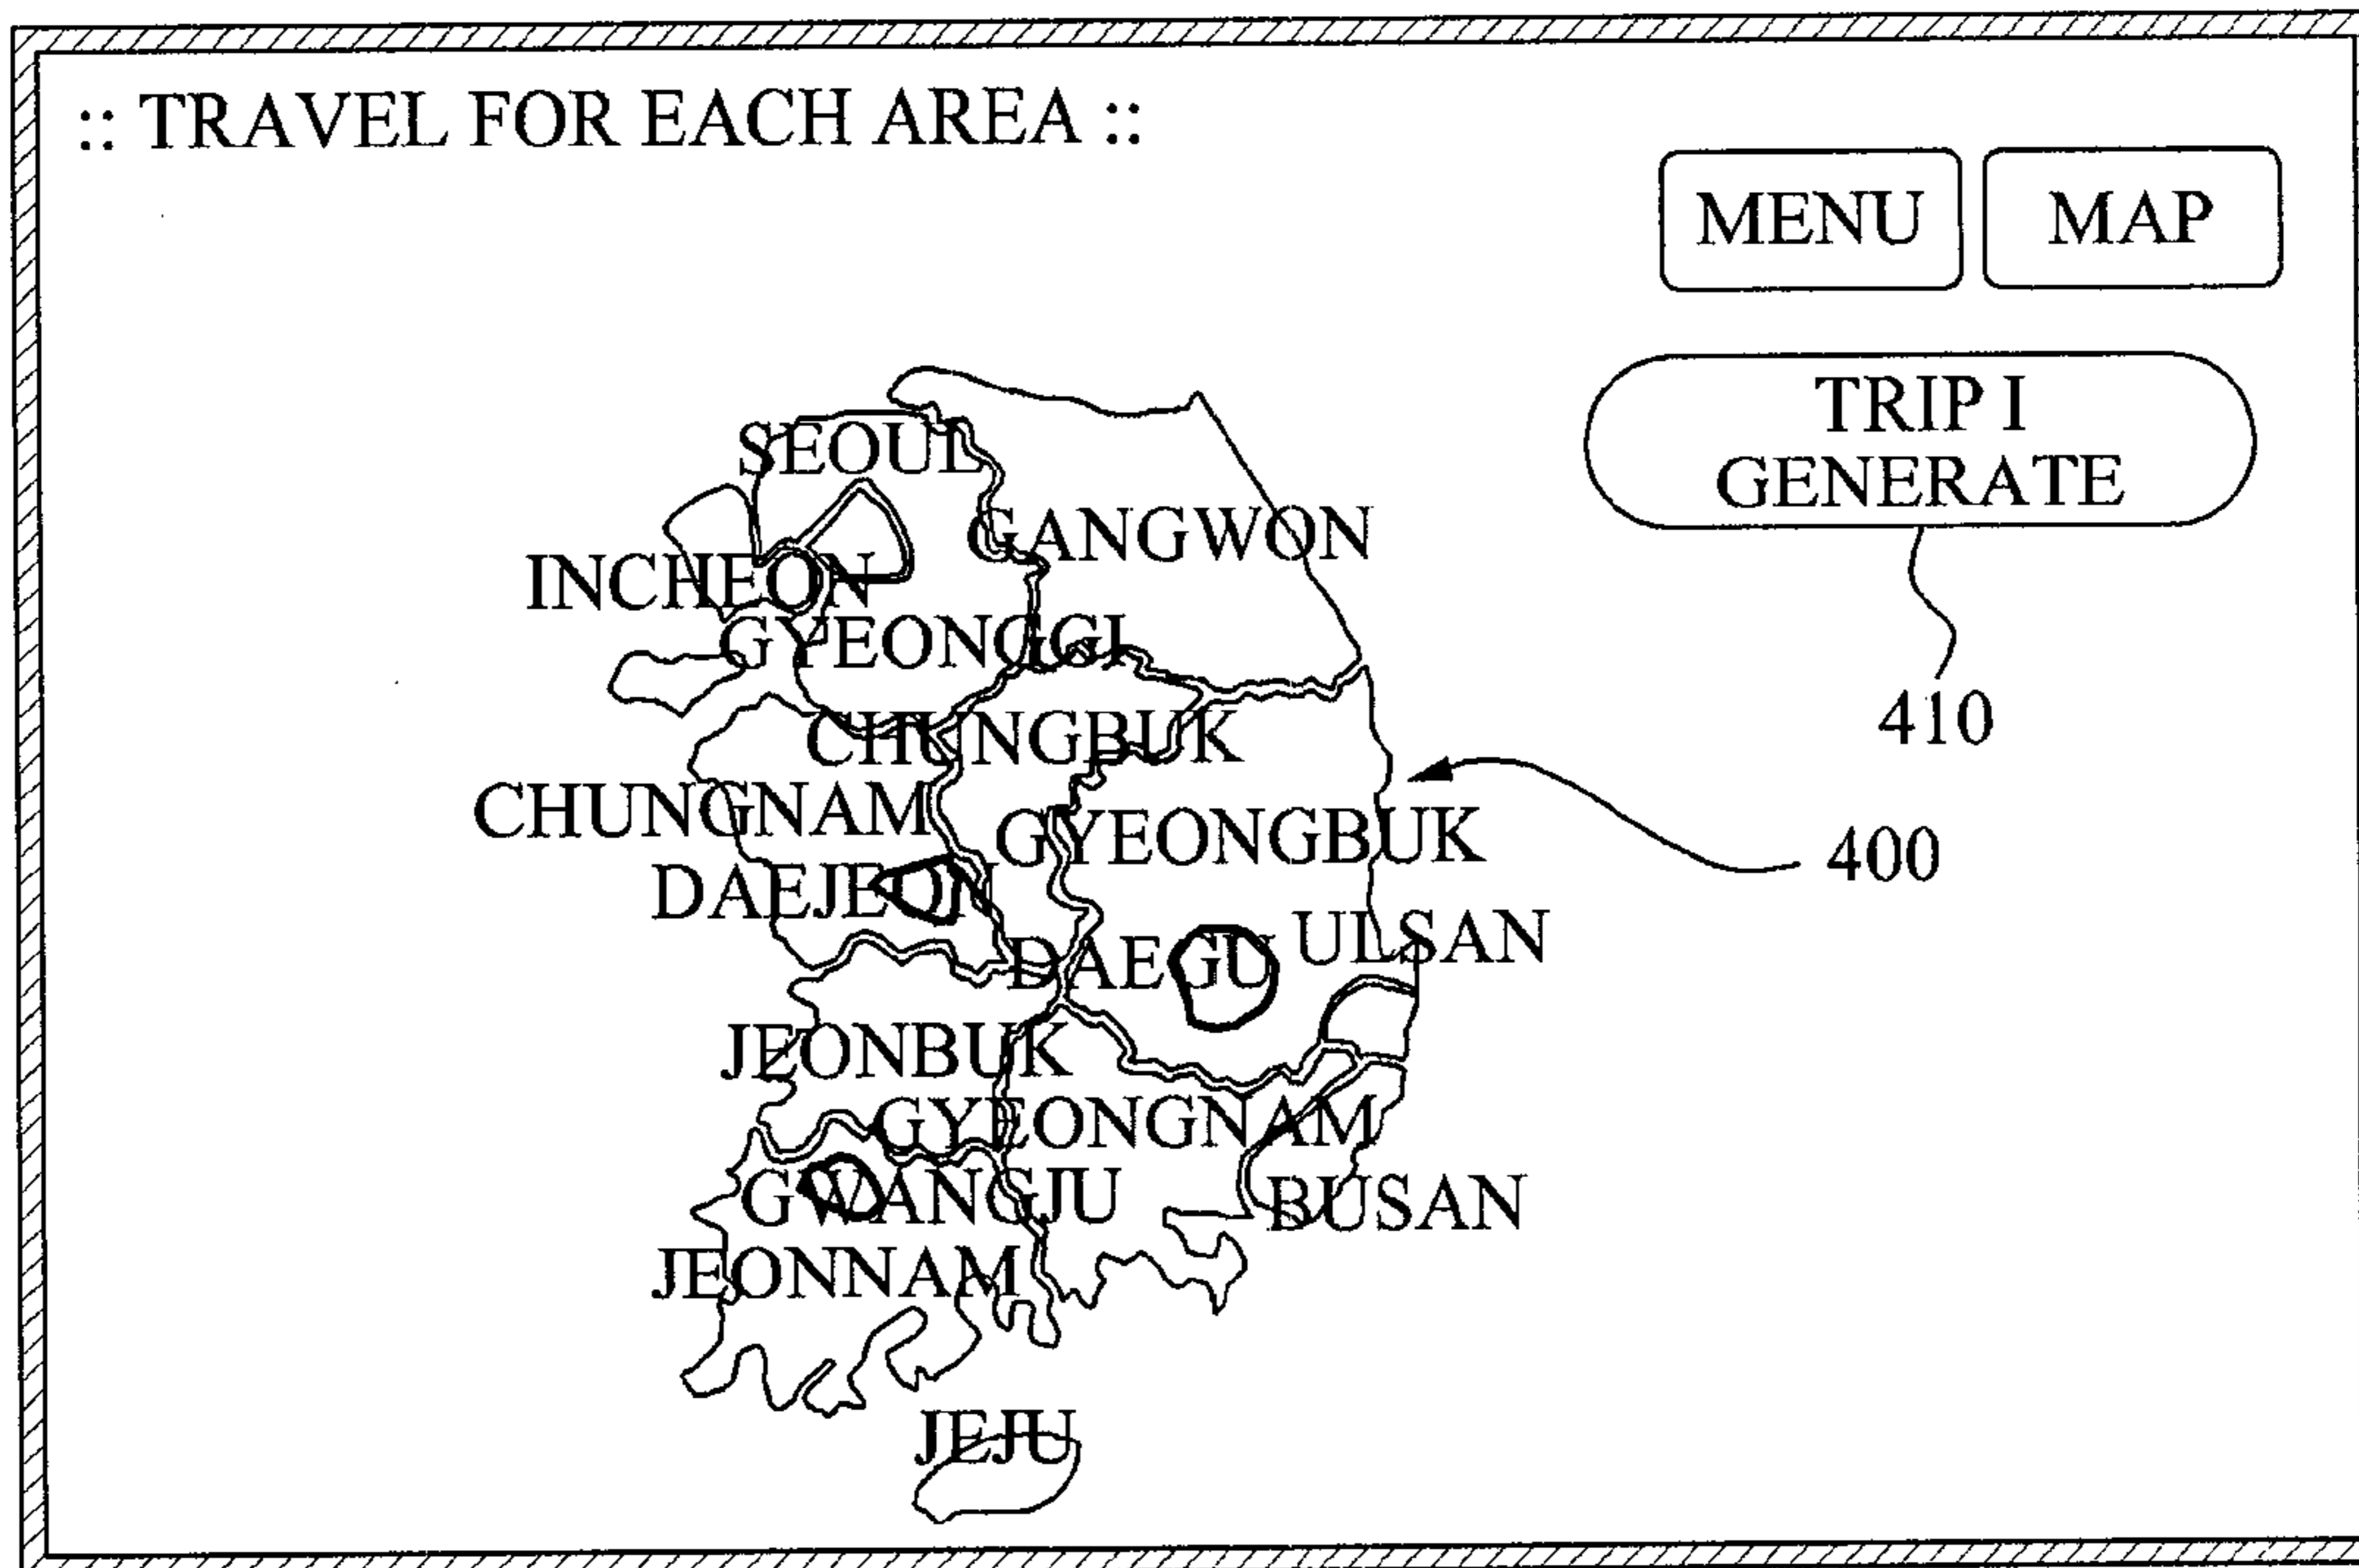 :: TRAVEL FOR EACH AREA ::
MENU
MAP
TRIP I
GENERATE
410
SEOUL
GANGWON
INCHEON
GYEONGGI
CHUNGBUK
CHUNGNAM
GYEONGBUK
400
DAEJEON
ULSAN
DAEGU
JEONBUK
GYEONGNAM
GWANGJU
BUSAN
JEONNAM
JEJU